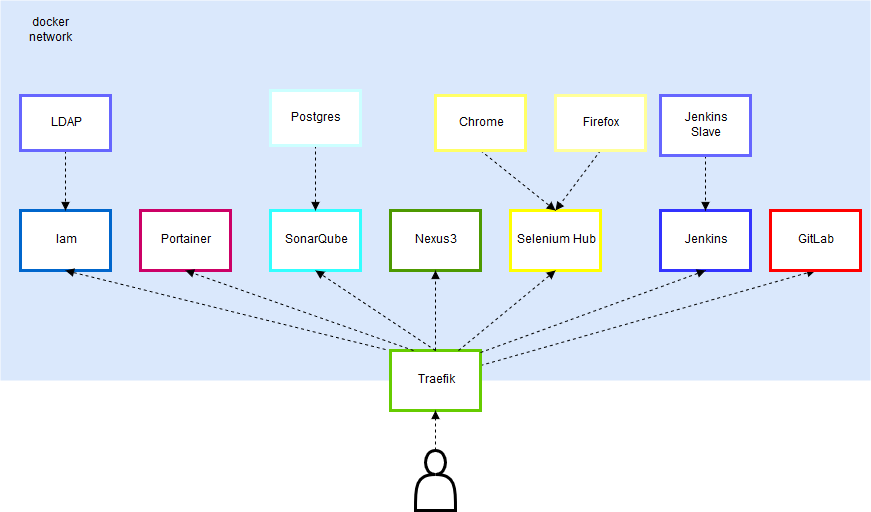 docker
network
LDAP
Postgres
Chrome
Firefox
Jenkins
Slave
Iam
Portainer
SonarQube
Nexus3
Selenium Hub
Jenkins
GitLab
Traefik